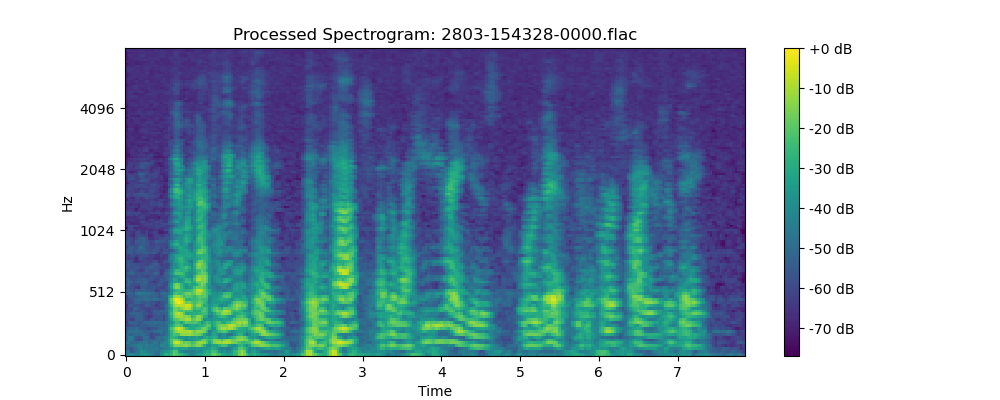 Processed Spectrogram: 2803-154328-0000.flac
Hz
4096
2048
1024
512
0
0 1 2 3 4 5 6 7
Time
+0 dB
-10 dB
-20 dB
-30 dB
-40 dB
-50 dB
-60 dB
-70 dB